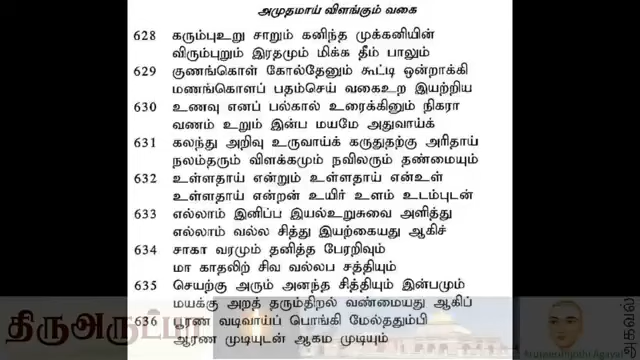 அமுதமாய் விளங்கும் வகை
628 கரும்புஉறு சாறும் கனிந்த முக்கனியின்
விரும்புறும் இரதமும் மிக்க தீம் பாலும்
629 குணங்கொள் கோல்தேனும் கூட்டி ஒன்றாக்கி
மணங்கொளப் பதம்செய் வகைஉற இயற்றிய
630 உணவு எனப் பல்கால் உரைக்கினும் நிகரா
வணம் உறும் இன்ப மயமே அதுவாய்க்
631 கலந்து அறிவு உருவாய்க் கருதுதற்கு அரிதாய்
நலம்தரும் விளக்கமும் நவிலரும் தண்மையும்
632 உள்ளதாய் என்றும் உள்ளதாய் என்உள்
உள்ளதாய் என்றன் உயிர் உளம் உடம்புடன்
633 எல்லாம் இனிப்ப இயல்உறுசுவை அளித்து
எல்லாம் வல்ல சித்து இயற்கையது ஆகிச்
634 சாகா வரமும் தனித்த பேரறிவும்
மா காதலிற் சிவ வல்லப சத்தியும்
635 செயற்கு அரும் அனந்த சித்தியும் இன்பமும்
மயக்கு அறத் தரும்திறல் வண்மையது ஆகிப்
636 பூரண வடிவாய்ப் பொங்கி மேல்ததும்பி
ஆரண முடியுடன் ஆகம முடியும்
திருஅருட்பா
அகவல்